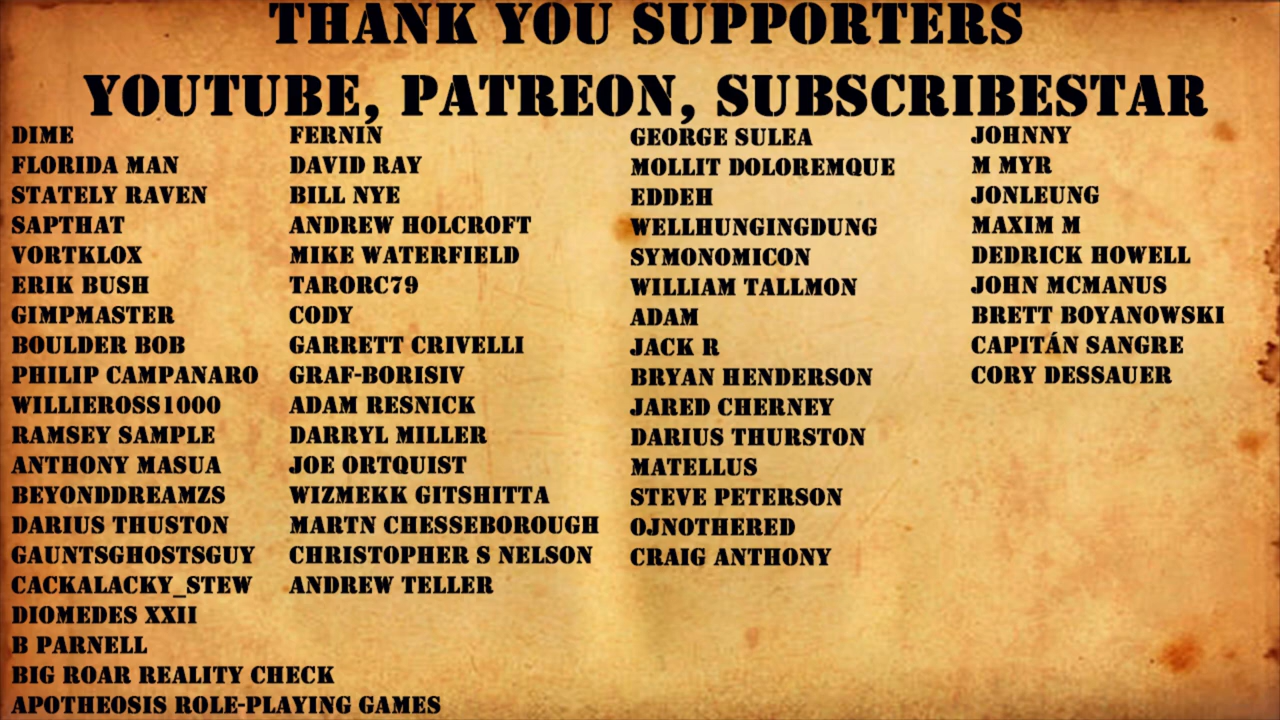 THANK YOU SUPPORTERS
YOUTUBE, PATREON, SUBSCRIBESTAR
DIME
FLORIDA MAN
STATELY RAVEN
SAPTHAT
VORTKLOX
ERIK BUSH
GIMPMASTER
BOULDER BOB
PHILIP CAMPANARO
WILLIEROSS1000
RAMSEY SAMPLE
ANTHONY MASUA
BEYONDDREAMZS
DARIUS THUSTON
GAUNTSGHOSTSGUY
CACKALACKY_STEW
DIOMEDES XXII
B PARNELL
BIG ROAR REALITY CHECK
APOTHEOSIS ROLE-PLAYING GAMES
FERNIN
DAVID RAY
BILL NYE
ANDREW HOLCROFT
MIKE WATERFIELD
TARORC79
CODY
GARRETT CRIVELLI
GRAF-BORISIV
ADAM RESNICK
DARRYL MILLER
JOE ORTQUIST
WIZMEKK GITSHITTA
MARTN CHESSEBOROUGH
CHRISTOPHER S NELSON
ANDREW TELLER
GEORGE SULEA
MOLLIT DOLOREMQUE
EDDEH
WELLHUNGINGDUNG
SYMONOMICON
WILLIAM TALLMON
ADAM
JACK R
BRYAN HENDERSON
JARED CHERNEY
DARIUS THURSTON
MATELLUS
STEVE PETERSON
OJNOTHERED
CRAIG ANTHONY
JOHNNY
M MYR
JONLEUNG
MAXIM M
DEDRICK HOWELL
JOHN MCMANUS
BRETT BOYANOWSKI
CAPITÁN SANGRE
CORY DESSAUER